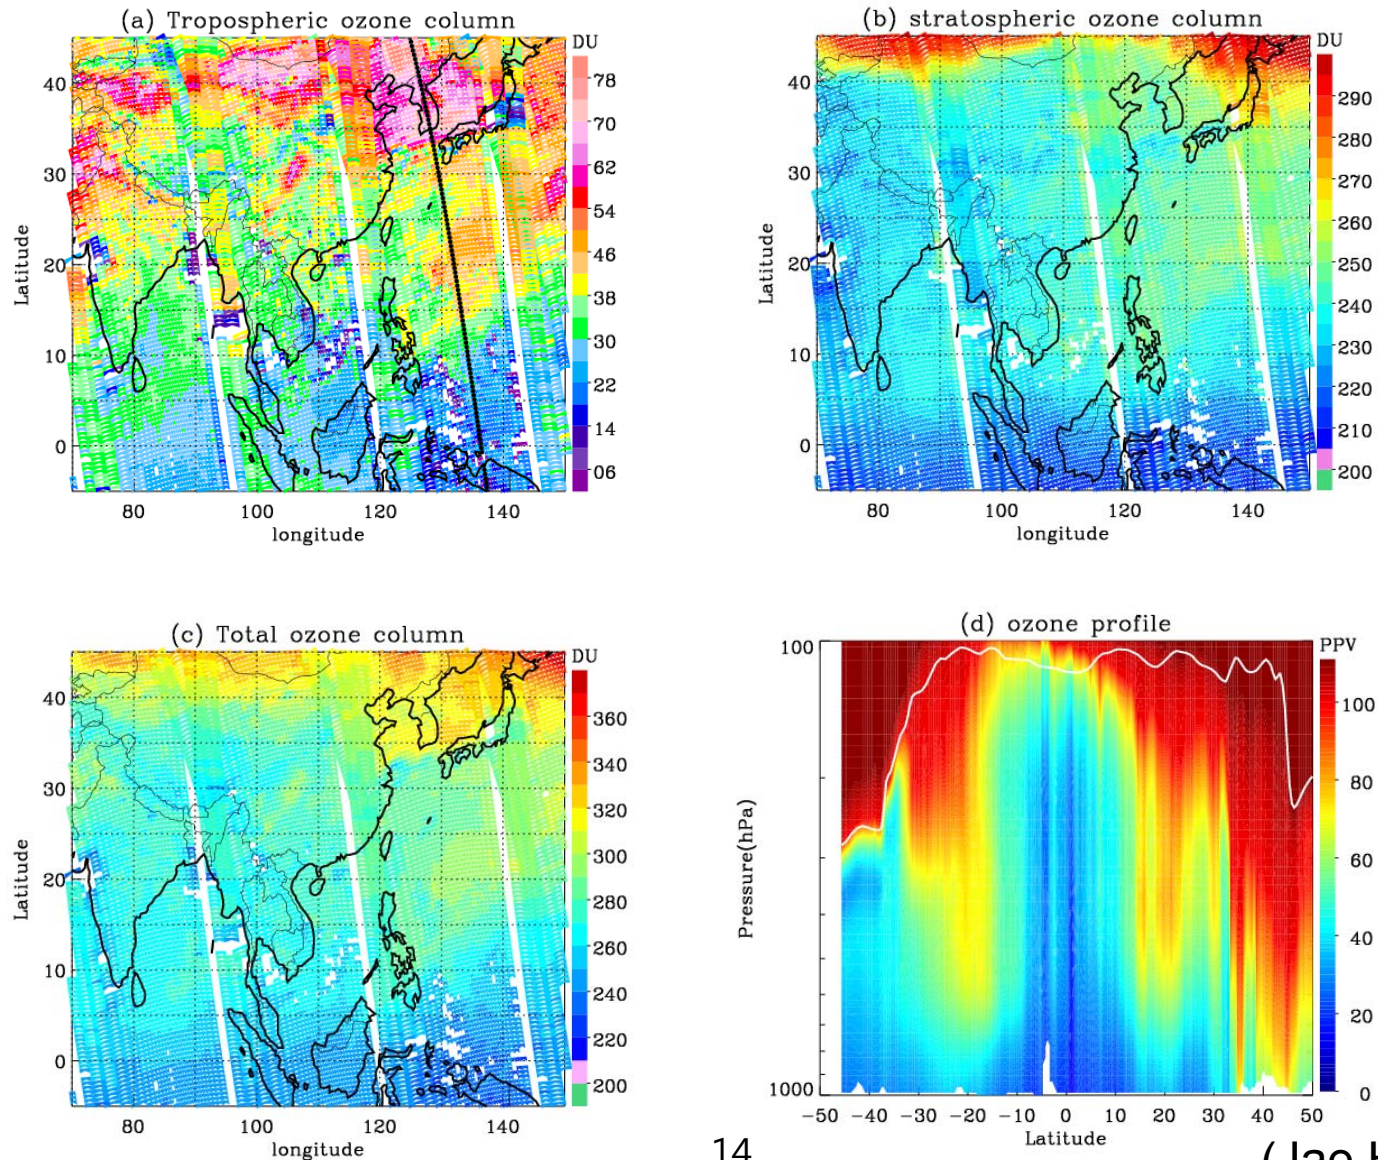 (a) Tropospheric ozone column
DU
78
70
62
54
46
38
30
22
14
06
40
30
20
10
0
Latitude
80 100 120 140
longitude
(b) stratospheric ozone column
DU
290
280
270
260
250
240
230
220
210
200
40
30
20
10
0
Latitude
80 100 120 140
longitude
(c) Total ozone column
DU
360
340
320
300
280
260
240
220
200
40
30
20
10
0
Latitude
80 100 120 140
longitude
(d) ozone profile
PPV
100
80
60
40
20
0
100
1000
Pressure(hPa)
-50 -40 -30 -20 -10 0 10 20 30 40 50
Latitude
14